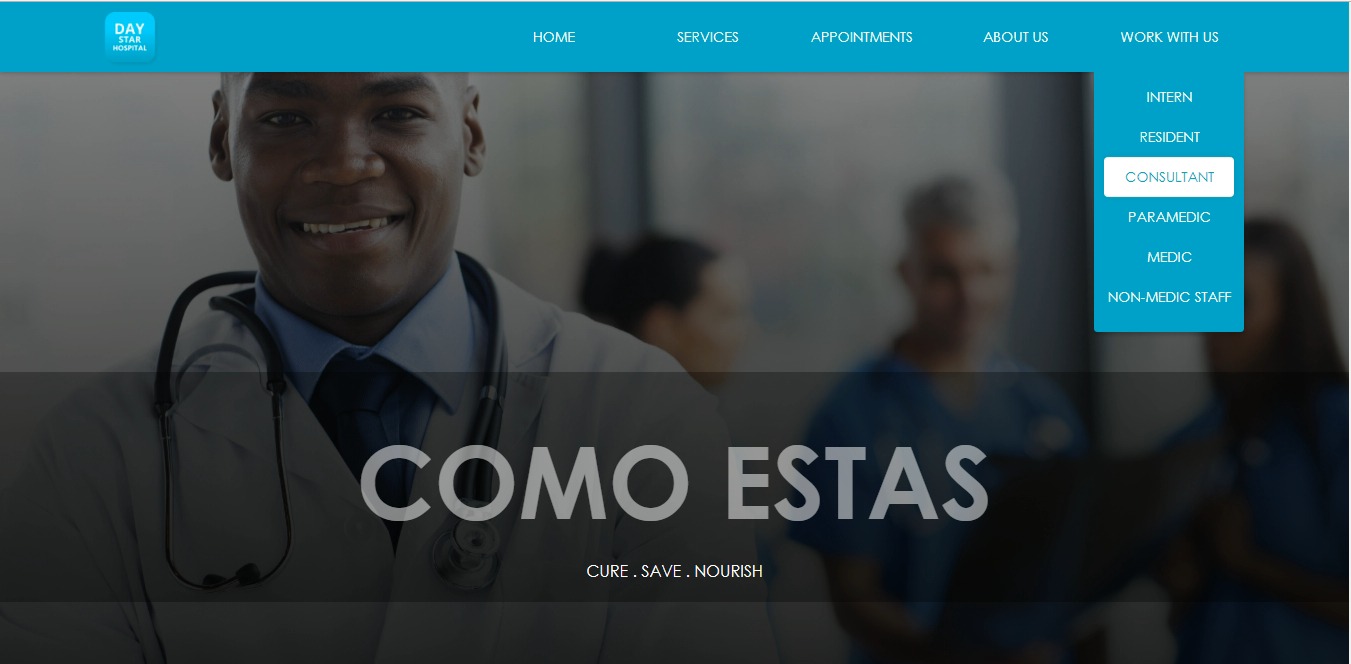 DAY
STAR
HOSPITAL
HOME
SERVICES
APPOINTMENTS
ABOUT US
WORK WITH US
INTERN
RESIDENT
CONSULTANT
PARAMEDIC
MEDIC
NON-MEDIC STAFF
COMO ESTAS
CURE . SAVE . NOURISH